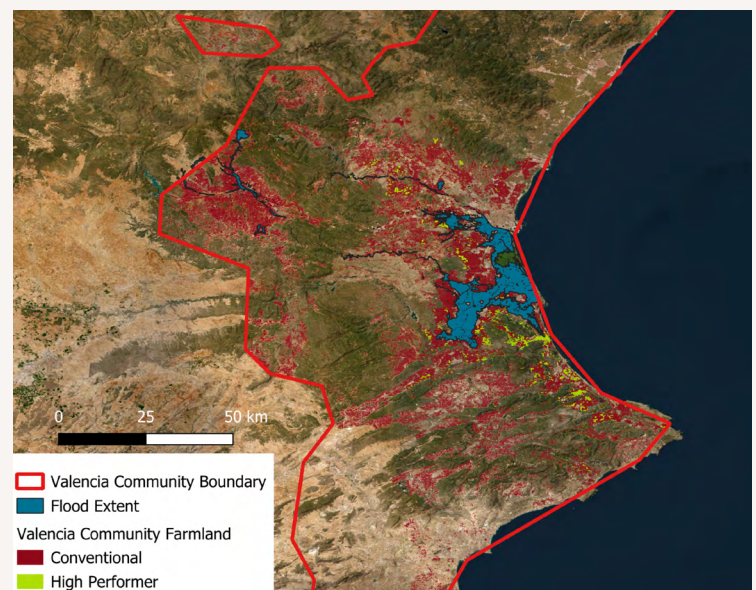 0 25 50 km
Valencia Community Boundary
Flood Extent
Valencia Community Farmland
Conventional
High Performer